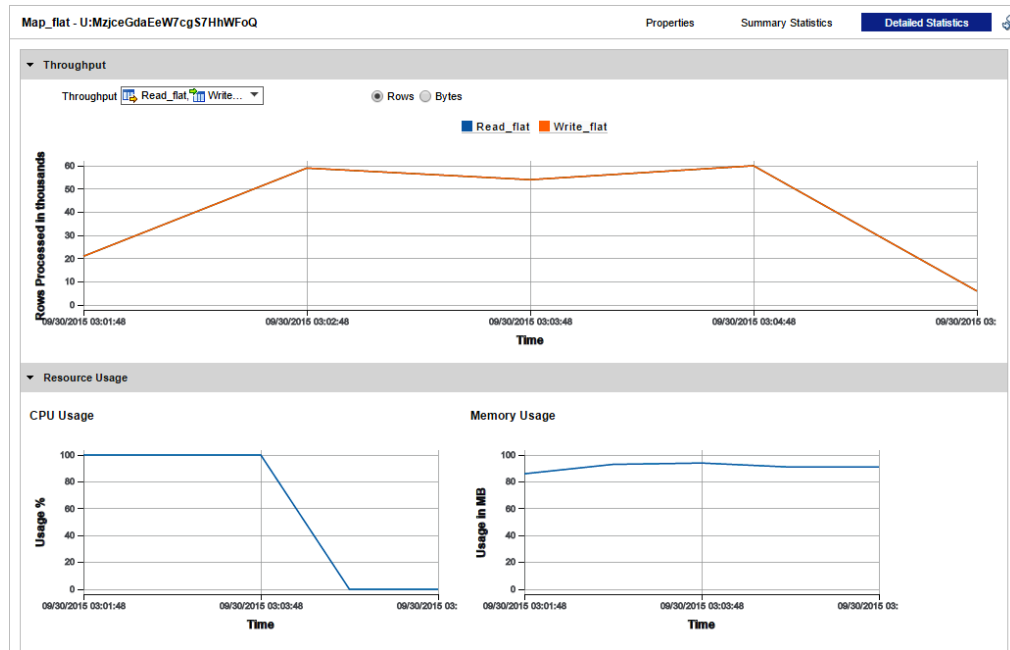 Map_flat - U:MzjceGdaEeW7cgS7HhWFoQ Properties Summary Statistics Detailed Statistics
Throughput
Throughput Read_flat, Write... Rows Bytes
Read_flat Write_flat
Rows Processed in thousands
60
50
40
30
20
10
0
09/30/2015 03:01:48 09/30/2015 03:02:48 09/30/2015 03:03:48 09/30/2015 03:04:48 09/30/2015 03:
Time
Resource Usage
CPU Usage
Usage %
100
80
60
40
20
0
09/30/2015 03:01:48 09/30/2015 03:03:48 09/30/2015 03:
Time
Memory Usage
Usage in MB
100
80
60
40
20
0
09/30/2015 03:01:48 09/30/2015 03:03:48 09/30/2015 03:
Time